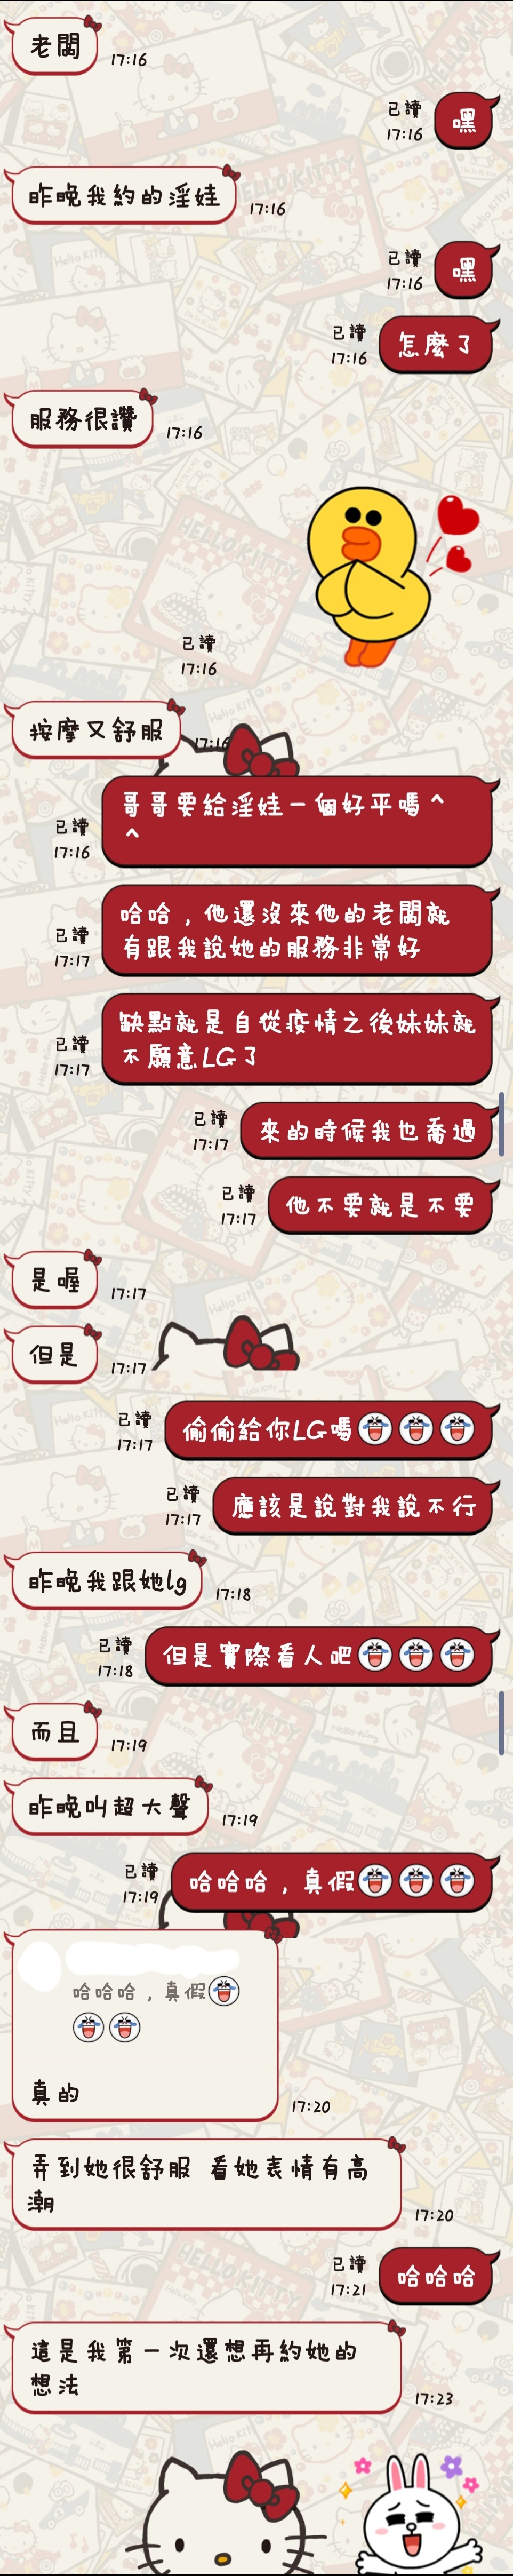 老闆
17:16
已讀
17:16
嘿
昨晚我約的淫娃
17:16
已讀
17:16
嘿
已讀
17:16
怎麼了
服務很讚
17:16
已讀
17:16
按摩又舒服
17:16
哥哥要給淫娃一個好平嗎^
^
已讀
17:16
哈哈,他還沒來他的老闆就
有跟我說她的服務非常好
已讀
17:17
缺點就是自從疫情之後妹妹就
不願意LG了
已讀
17:17
已讀
17:17
來的時候我也喬過
已讀
17:17
他不要就是不要
是喔
17:17
但是
17:17
已讀
17:17
偷偷給你LG嗎😂😂😂
已讀
17:17
應該是說對我說不行
昨晚我跟她lg
17:18
已讀
17:18
但是實際看人吧😂😂😂
而且
17:19
昨晚叫超大聲
17:19
已讀
17:19
哈哈哈,真假😂😂😂
哈哈哈,真假😂
😂😂
真的
17:20
弄到她很舒服 看她表情有高
潮
17:20
已讀
17:21
哈哈哈
這是我第一次還想再約她的
想法
17:23